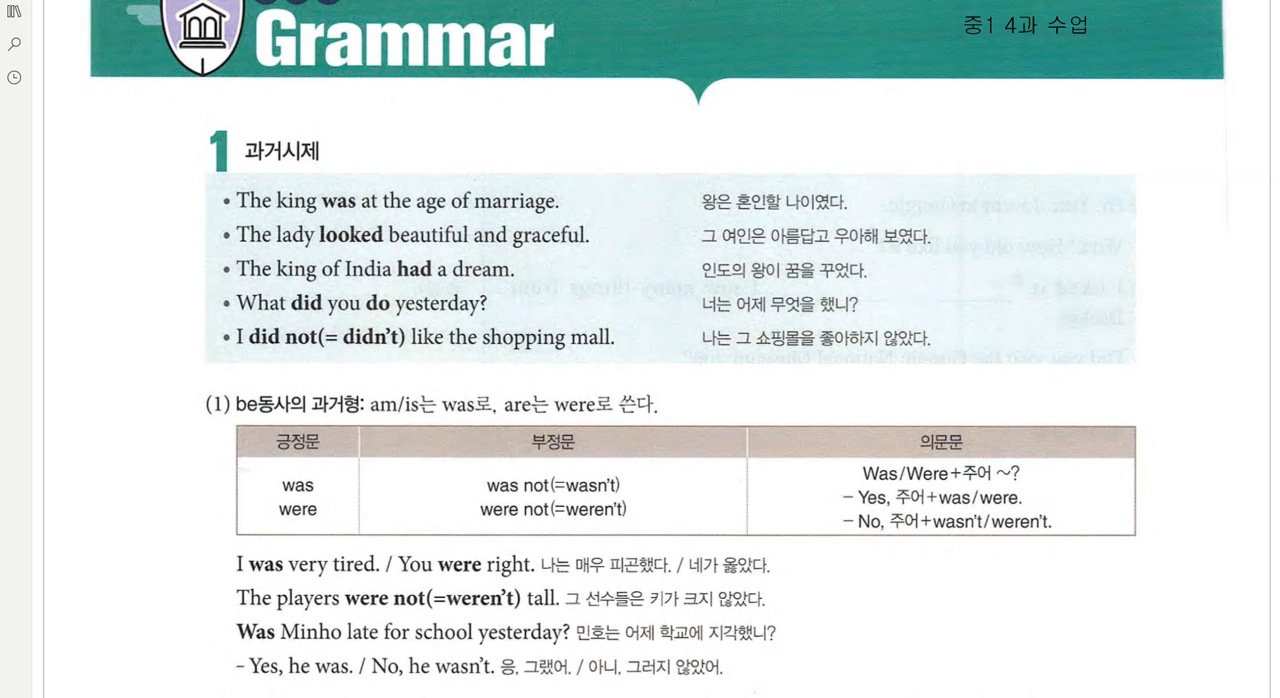 Grammar
중1 4과 수업
1 과거시제
• The king was at the age of marriage. 왕은 혼인할 나이였다.
• The lady looked beautiful and graceful. 그 여인은 아름답고 우아해 보였다.
• The king of India had a dream. 인도의 왕이 꿈을 꾸었다.
• What did you do yesterday? 너는 어제 무엇을 했니?
• I did not(= didn't) like the shopping mall. 나는 그 쇼핑몰을 좋아하지 않았다.
(1) be동사의 과거형: am/is는 was로, are는 were로 쓴다.
긍정문 부정문 의문문
was
were
was not(=wasn't)
were not(=weren't)
Was/Were+주어 ~?
– Yes, 주어+was/were.
– No, 주어+wasn't/weren't.
I was very tired. / You were right. 나는 매우 피곤했다. / 네가 옳았다.
The players were not(=weren't) tall. 그 선수들은 키가 크지 않았다.
Was Minho late for school yesterday? 민호는 어제 학교에 지각했니?
– Yes, he was. / No, he wasn't. 응, 그랬어. / 아니, 그러지 않았어.